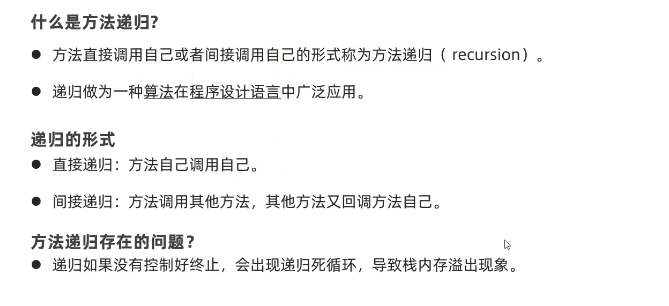 什么是方法递归?
● 方法直接调用自己或者间接调用自己的形式称为方法递归（ recursion）。
● 递归做为一种算法在程序设计语言中广泛应用。
递归的形式
● 直接递归：方法自己调用自己。
● 间接递归：方法调用其他方法，其他方法又回调方法自己。
方法递归存在的问题？
● 递归如果没有控制好终止，会出现递归死循环，导致栈内存溢出现象。